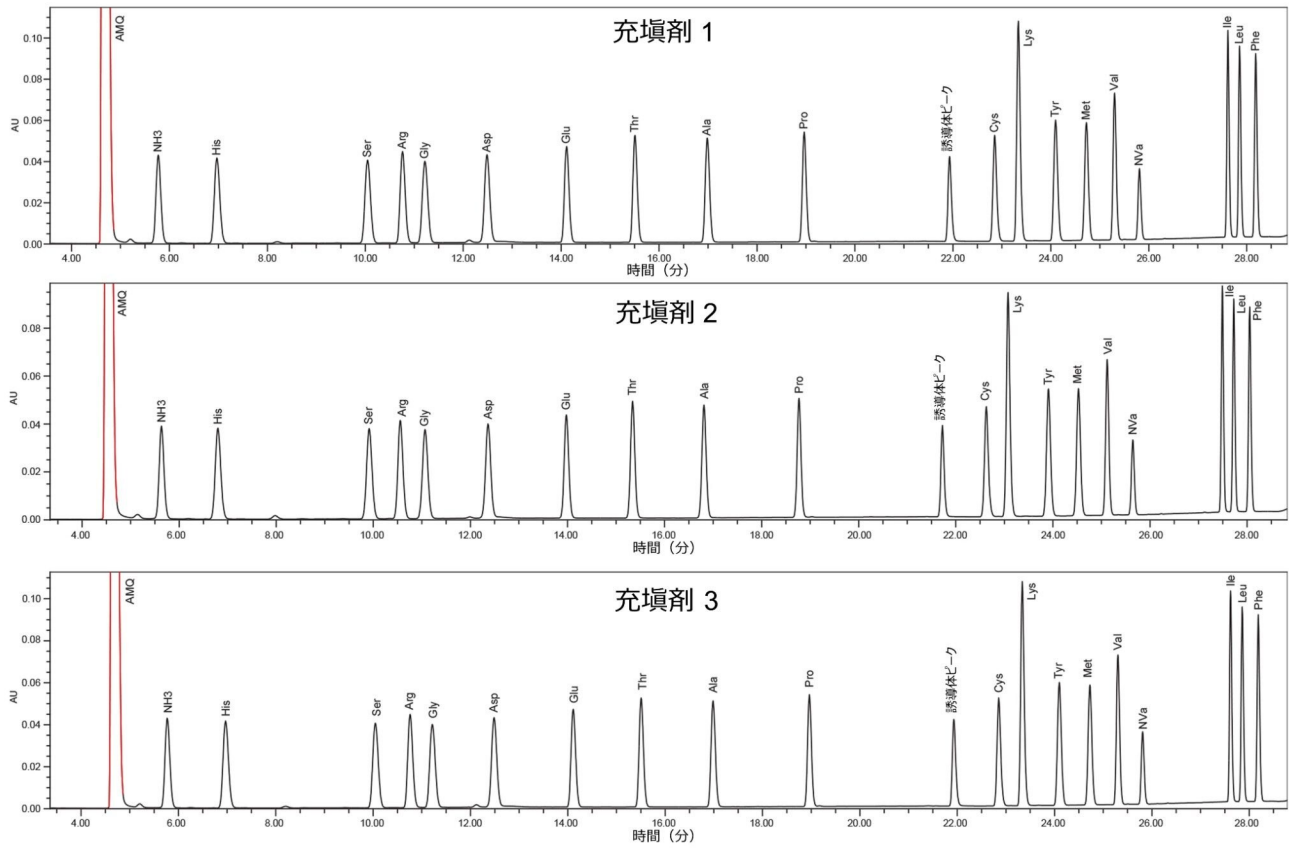 充塡剤 1
AU
0.10
0.08
0.06
0.04
0.02
0.00
AMQ
NH3
His
Ser
Arg
Gly
Asp
Glu
Thr
Ala
Pro
誘導体ピーク
Cys
Lys
Tyr
Met
Val
NVa
Ile
Leu
Phe
4.00 6.00 8.00 10.00 12.00 14.00 16.00 18.00 20.00 22.00 24.00 26.00 28.00
時間（分）
充塡剤 2
AU
0.08
0.06
0.04
0.02
0.00
AMQ
NH3
His
Ser
Arg
Gly
Asp
Glu
Thr
Ala
Pro
誘導体ピーク
Cys
Lys
Tyr
Met
Val
NVa
Ile
Leu
Phe
4.00 6.00 8.00 10.00 12.00 14.00 16.00 18.00 20.00 22.00 24.00 26.00 28.00
時間（分）
充塡剤 3
AU
0.10
0.08
0.06
0.04
0.02
0.00
AMQ
NH3
His
Ser
Arg
Gly
Asp
Glu
Thr
Ala
Pro
誘導体ピーク
Cys
Lys
Tyr
Met
Val
NVa
Ile
Leu
Phe
4.00 6.00 8.00 10.00 12.00 14.00 16.00 18.00 20.00 22.00 24.00 26.00 28.00
時間（分）